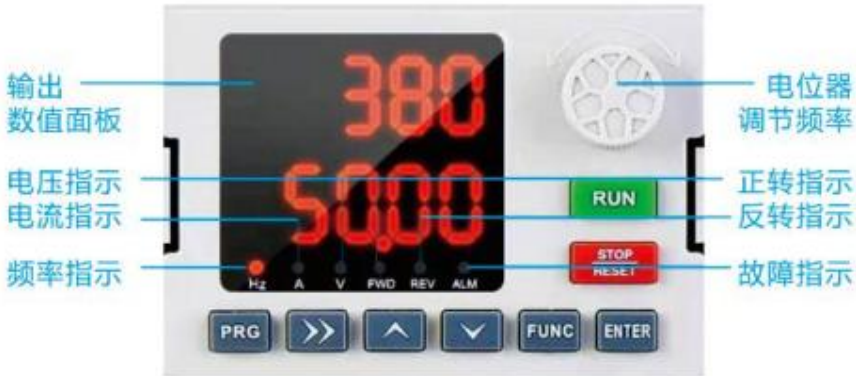 380
输出
数值面板
电位器
调节频率
电压指示
电流指示
频率指示
50.00
正转指示
反转指示
故障指示
RUN
STOP
RESET
Hz A V FWD REV ALM
PRG FUNC ENTER